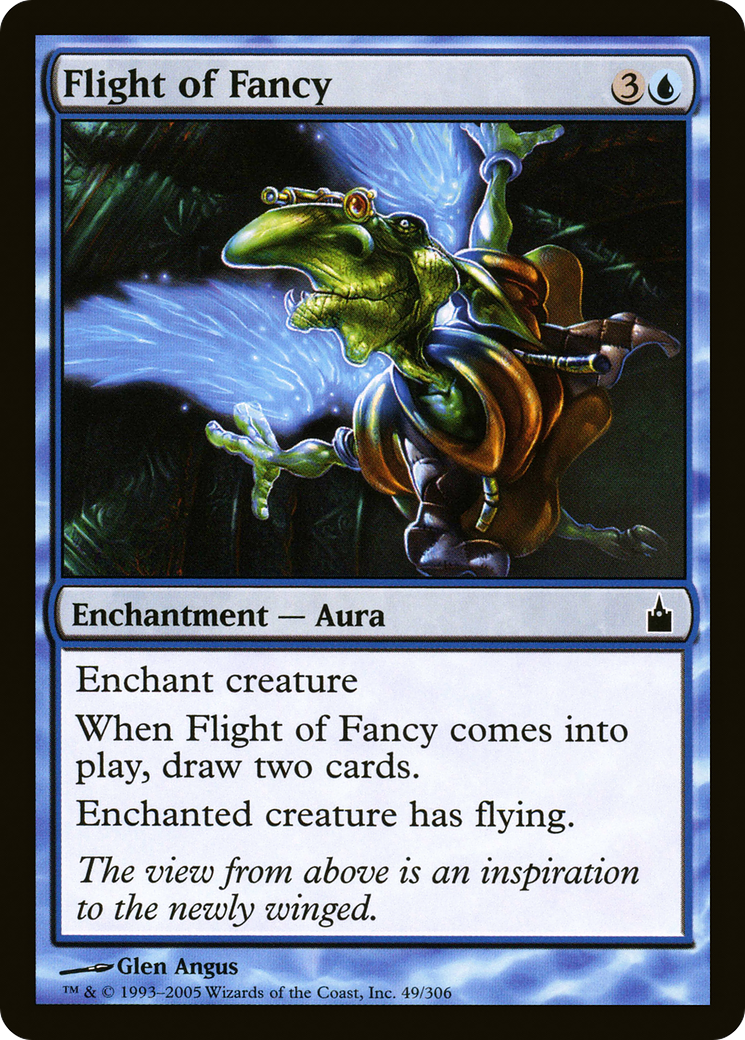 Flight of Fancy
3
Enchantment — Aura
Enchant creature
When Flight of Fancy comes into
play, draw two cards.
Enchanted creature has flying.
The view from above is an inspiration
to the newly winged.
Glen Angus
™ & © 1993–2005 Wizards of the Coast, Inc. 49/306